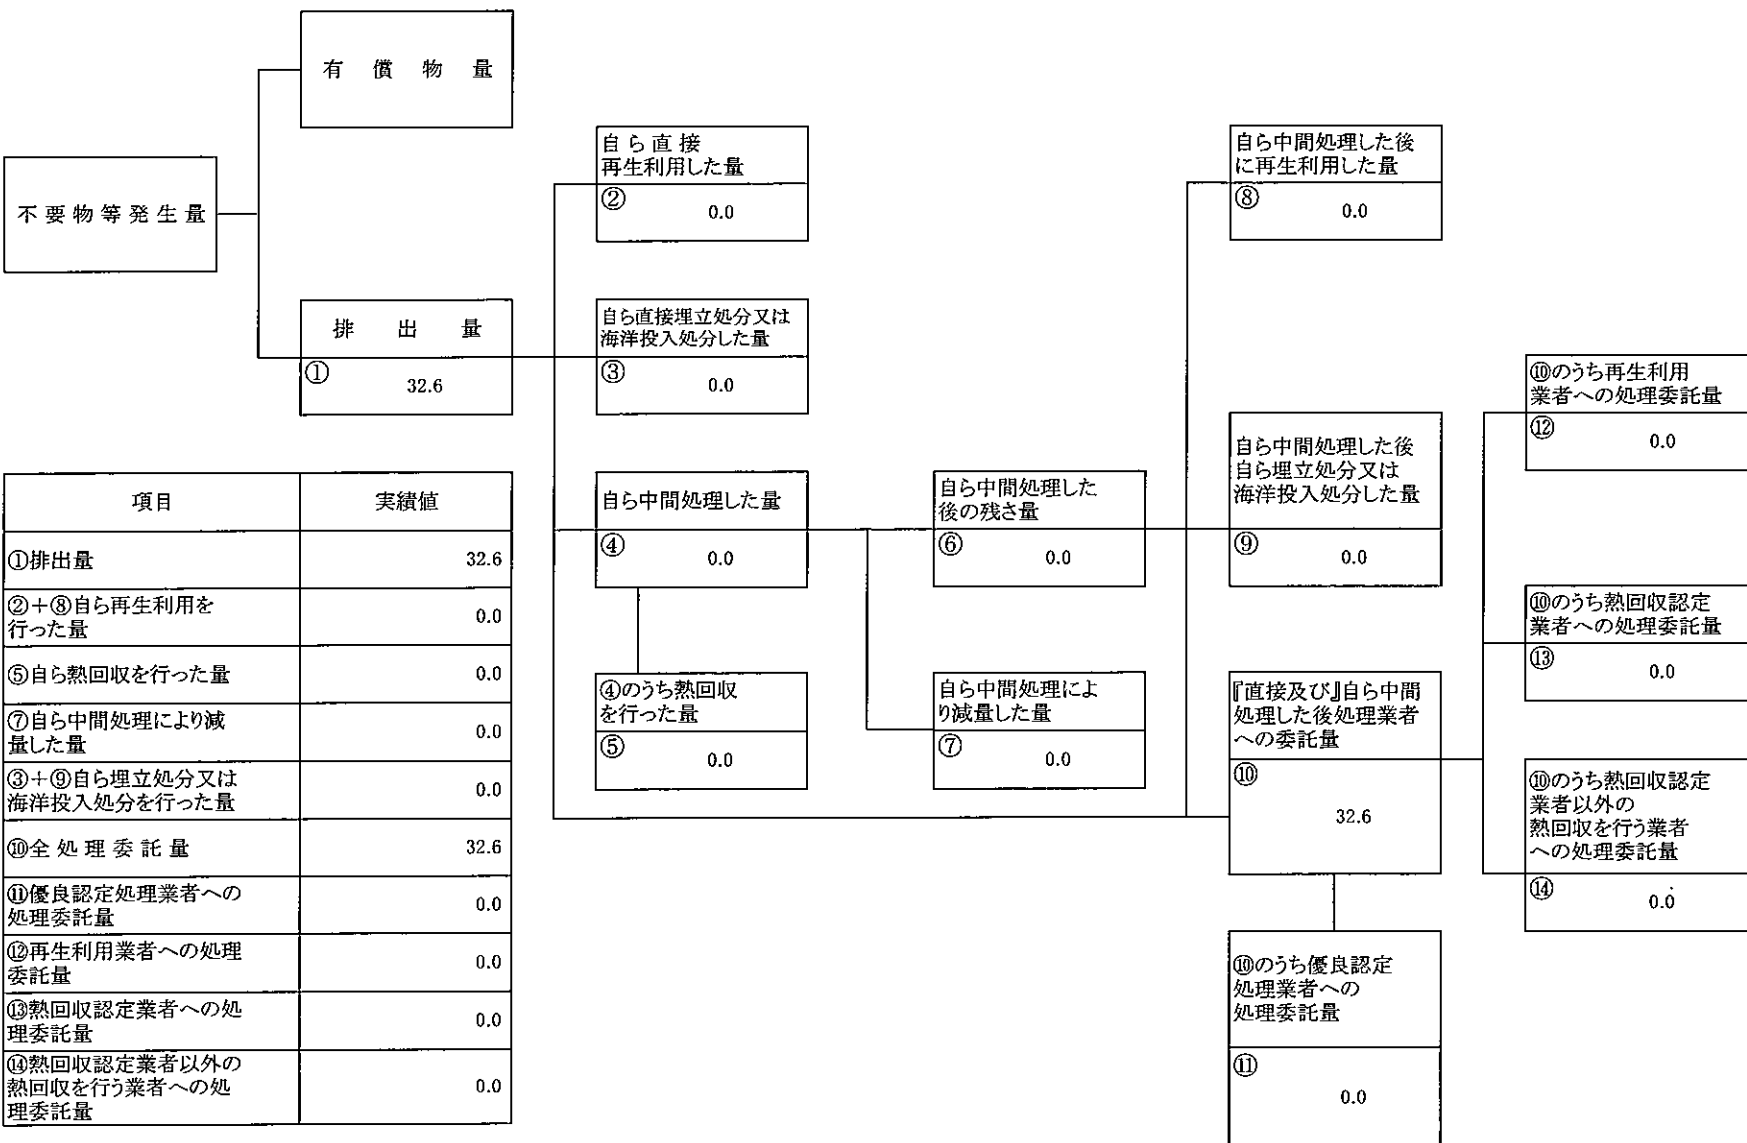 有償物量
不要物等発生量
排出量
①
32.6
自ら直接
再生利用した量
②
0.0
自ら直接埋立処分又は
海洋投入処分した量
③
0.0
自ら中間処理した量
④
0.0
④のうち熱回収
を行った量
⑤
0.0
自ら中間処理した
後の残さ量
⑥
0.0
自ら中間処理によ
り減量した量
⑦
0.0
自ら中間処理した後
に再生利用した量
⑧
0.0
自ら中間処理した後
自ら埋立処分又は
海洋投入処分した量
⑨
0.0
『直接及び』自ら中間
処理した後処理業者
への委託量
⑩
32.6
⑩のうち優良認定
処理業者への
処理委託量
⑪
0.0
⑩のうち再生利用
業者への処理委託量
⑫
0.0
⑩のうち熱回収認定
業者への処理委託量
⑬
0.0
⑩のうち熱回収認定
業者以外の
熱回収を行う業者
への処理委託量
⑭
0.0
項目 実績値
①排出量 32.6
②+⑧自ら再生利用を
行った量 0.0
⑤自ら熱回収を行った量 0.0
⑦自ら中間処理により減
量した量 0.0
③+⑨自ら埋立処分又は
海洋投入処分を行った量 0.0
⑩全処理委託量 32.6
⑪優良認定処理業者への
処理委託量 0.0
⑫再生利用業者への処理
委託量 0.0
⑬熱回収認定業者への処
理委託量 0.0
⑭熱回収認定業者以外の
熱回収を行う業者への処
理委託量 0.0